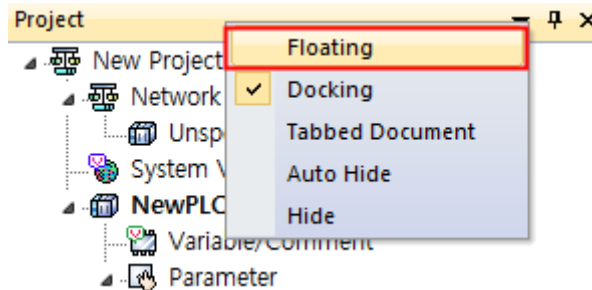 Project
New Project
Floating
Network
Docking
Unsp
Tabbed Document
System V
Auto Hide
NewPLC
Hide
Variable/Comment
Parameter